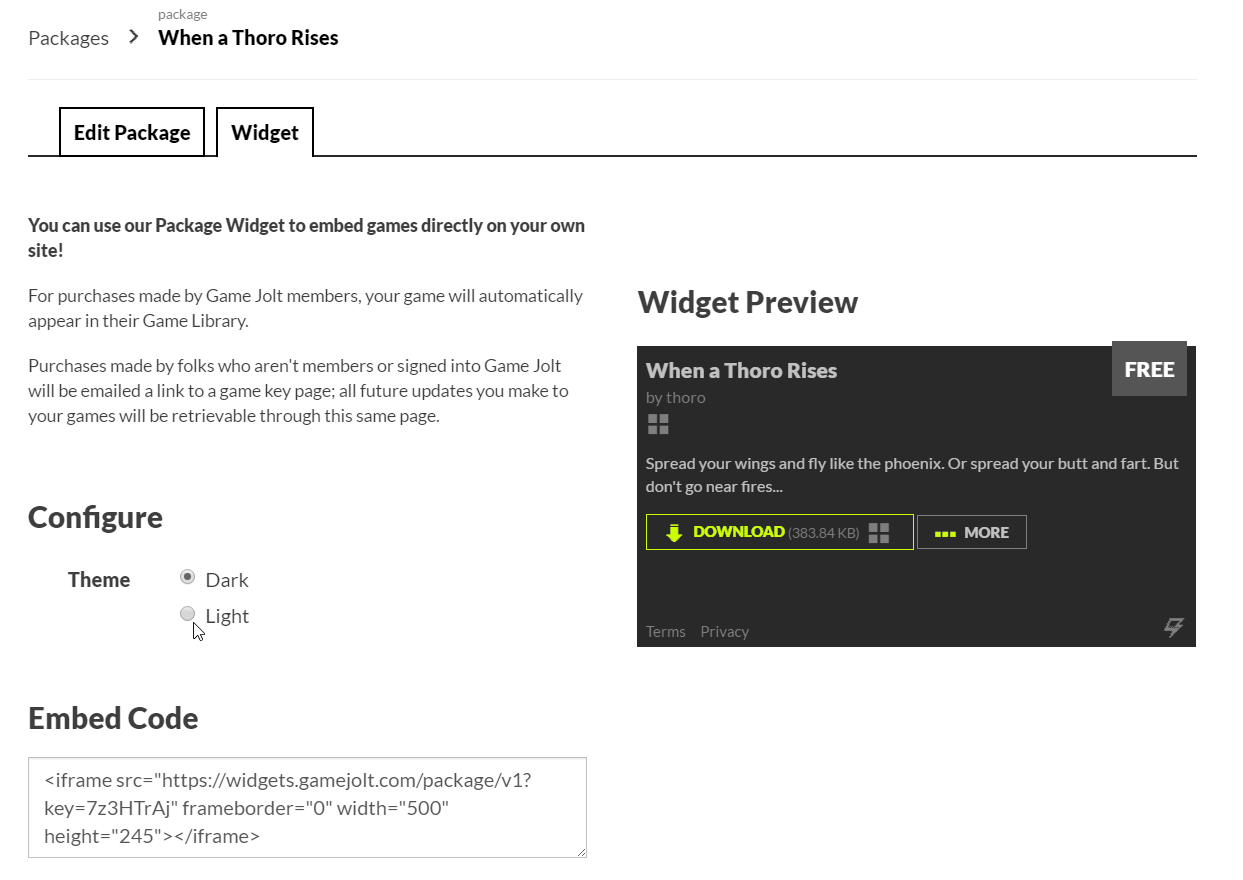 package
Packages
When a Thoro Rises
Edit Package
Widget
You can use our Package Widget to embed games directly on your own
site!
For purchases made by Game Jolt members, your game will automatically
appear in their Game Library.
Purchases made by folks who aren't members or signed into Game Jolt
will be emailed a link to a game key page; all future updates you make to
your games will be retrievable through this same page.
Configure
Theme
Dark
Light
Embed Code
<iframe src="https://widgets.gamejolt.com/package/v1?
key=7z3HTrAj" frameborder="0" width="500"
height="245"></iframe>
Widget Preview
When a Thoro Rises
FREE
by thoro
Spread your wings and fly like the phoenix. Or spread your butt and fart. But
don't go near fires...
DOWNLOAD (383.84 KB)
MORE
Terms Privacy